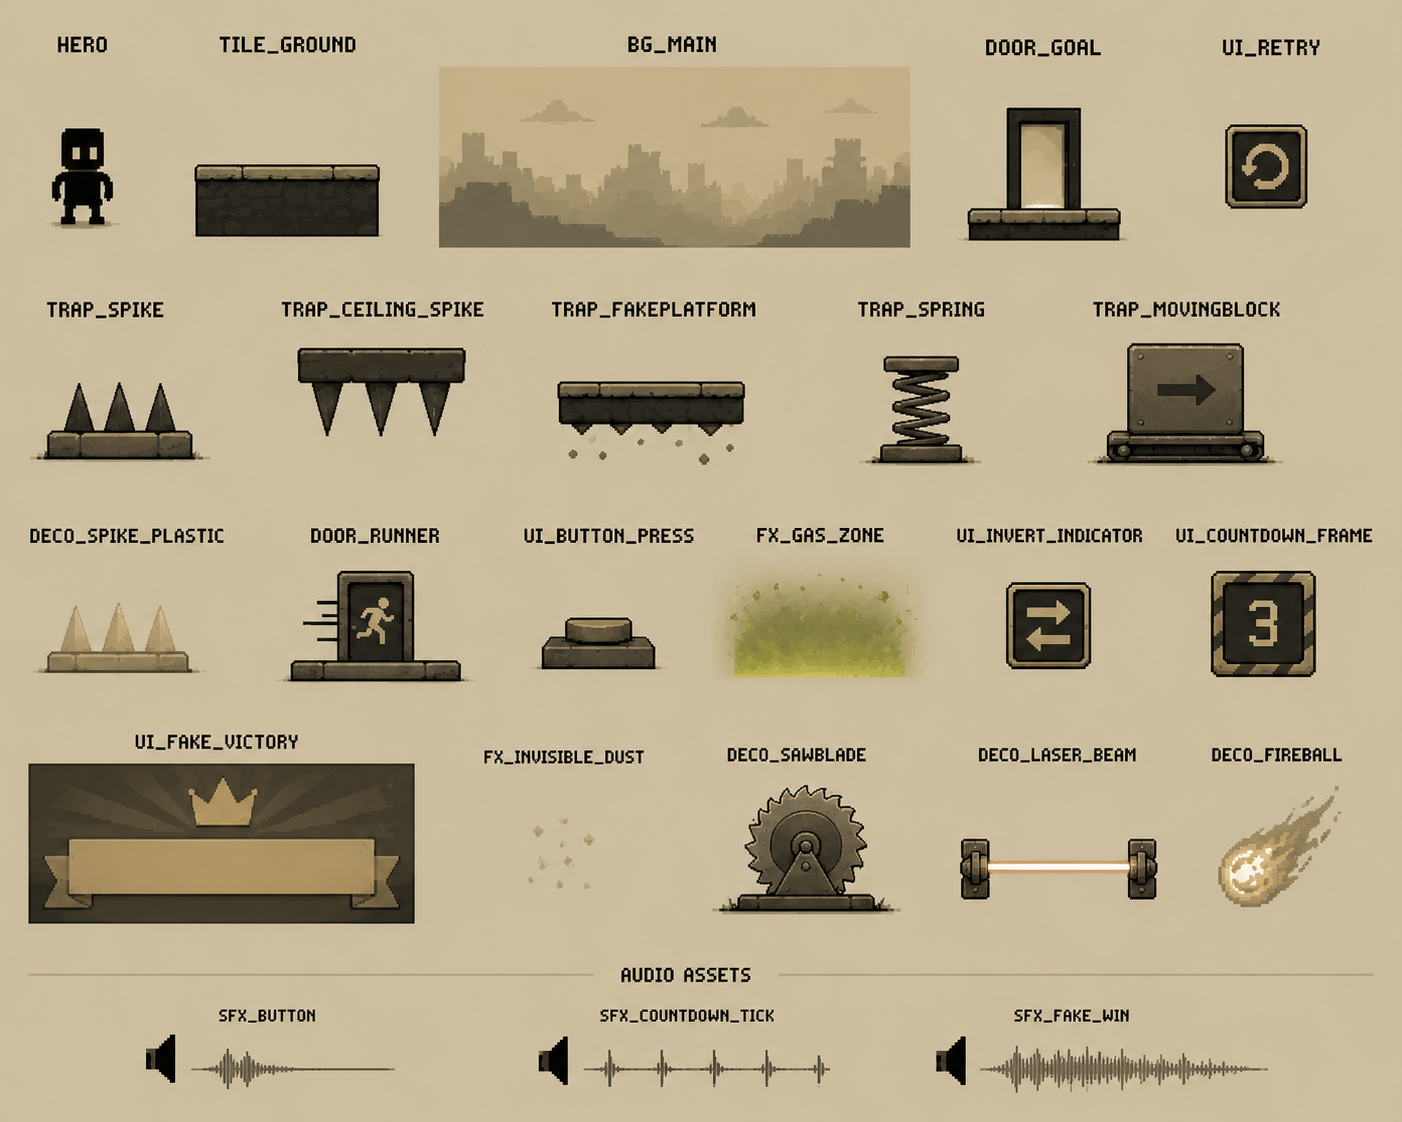 HERO
TILE_GROUND
BG_MAIN
DOOR_GOAL
UI_RETRY
TRAP_SPIKE
TRAP_CEILING_SPIKE
TRAP_FAKEPLATFORM
TRAP_SPRING
TRAP_MOVINGBLOCK
DECO_SPIKE_PLASTIC
DOOR_RUNNER
UI_BUTTON_PRESS
FX_GAS_ZONE
UI_INVERT_INDICATOR
UI_COUNTDOWN_FRAME
3
UI_FAKE_VICTORY
FX_INVISIBLE_DUST
DECO_SAWBLADE
DECO_LASER_BEAM
DECO_FIREBALL
AUDIO ASSETS
SFX_BUTTON
SFX_COUNTDOWN_TICK
SFX_FAKE_WIN